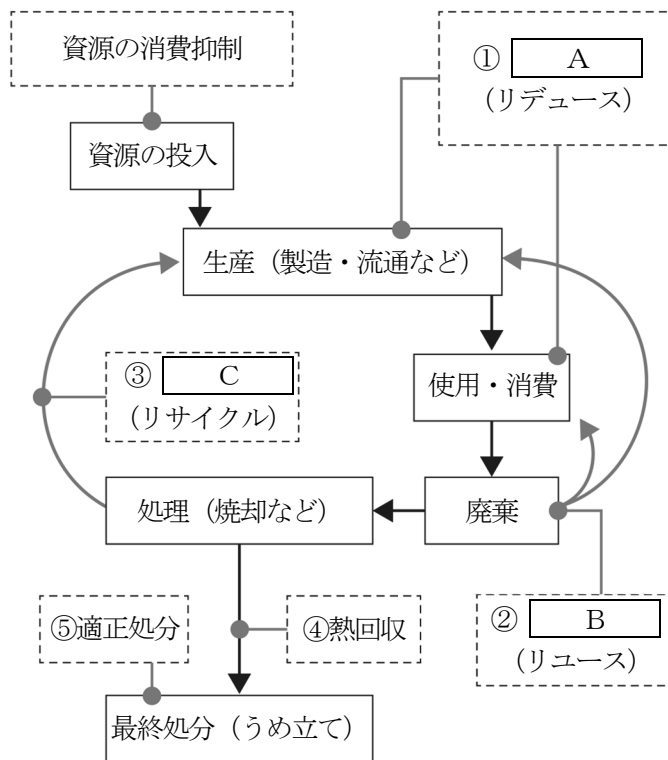 資源の消費抑制
① A
(リデュース)
資源の投入
生産（製造・流通など）
③ C
(リサイクル)
使用・消費
処理（焼却など）
廃棄
⑤適正処分
④熱回収
② B
(リユース)
最終処分（うめ立て）